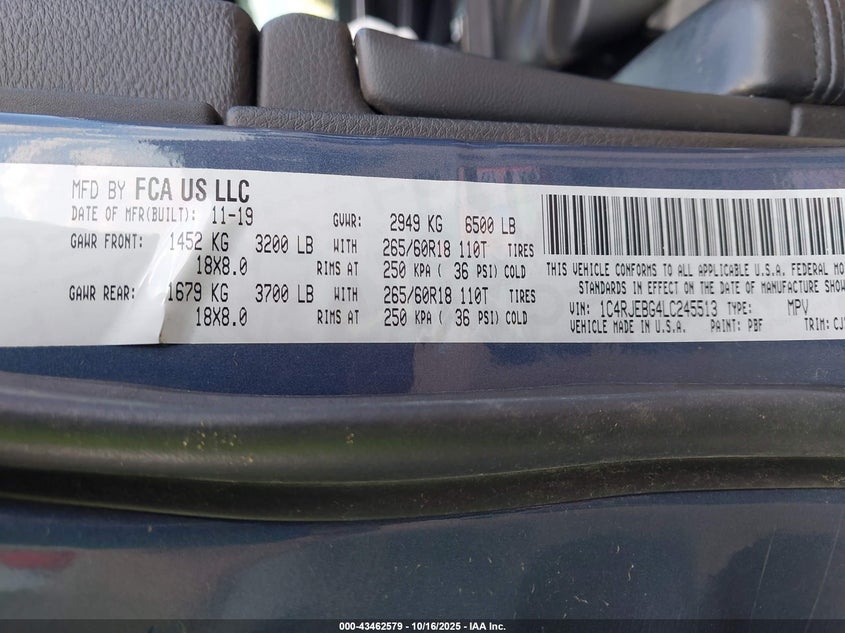 MFD BY FCA US LLC
DATE OF MFR(BUILT): 11-19 GVWR: 2949 KG 6500 LB
GAWR FRONT: 1452 KG 3200 LB WITH 265/60R18 110T TIRES
18X8.0 RIMS AT 250 KPA ( 36 PSI) COLD
GAWR REAR: 1679 KG 3700 LB WITH 265/60R18 110T TIRES
18X8.0 RIMS AT 250 KPA ( 36 PSI) COLD
THIS VEHICLE CONFORMS TO ALL APPLICABLE U.S.A. FEDERAL
STANDARDS IN EFFECT ON THE DATE OF MANUFACTURE
VIN: 1C4RJEBG4LC245513 TYPE: MPV
VEHICLE MADE IN U.S.A. PAINT: PBF TRIM:
000-43462579 - 10/16/2025 - IAA Inc.